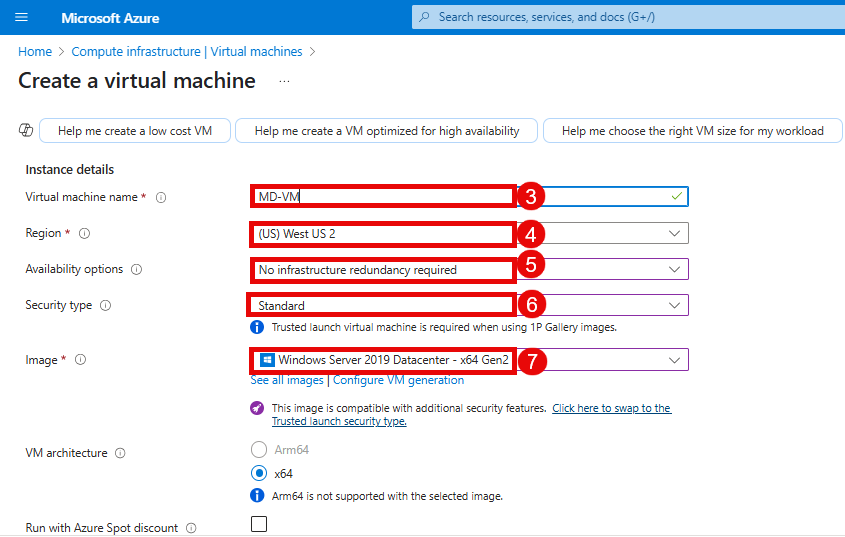 Microsoft Azure
Search resources, services, and docs (G+/)
Home > Compute infrastructure | Virtual machines >
Create a virtual machine ...
Help me create a low cost VM
Help me create a VM optimized for high availability
Help me choose the right VM size for my workload
Instance details
Virtual machine name *
MD-VM
3
Region *
(US) West US 2
4
Availability options
No infrastructure redundancy required
5
Security type
Standard
6
Trusted launch virtual machine is required when using 1P Gallery images.
Image *
Windows Server 2019 Datacenter - x64 Gen2
7
See all images | Configure VM generation
This image is compatible with additional security features. Click here to swap to the
Trusted launch security type.
VM architecture
Arm64
x64
Arm64 is not supported with the selected image.
Run with Azure Spot discount